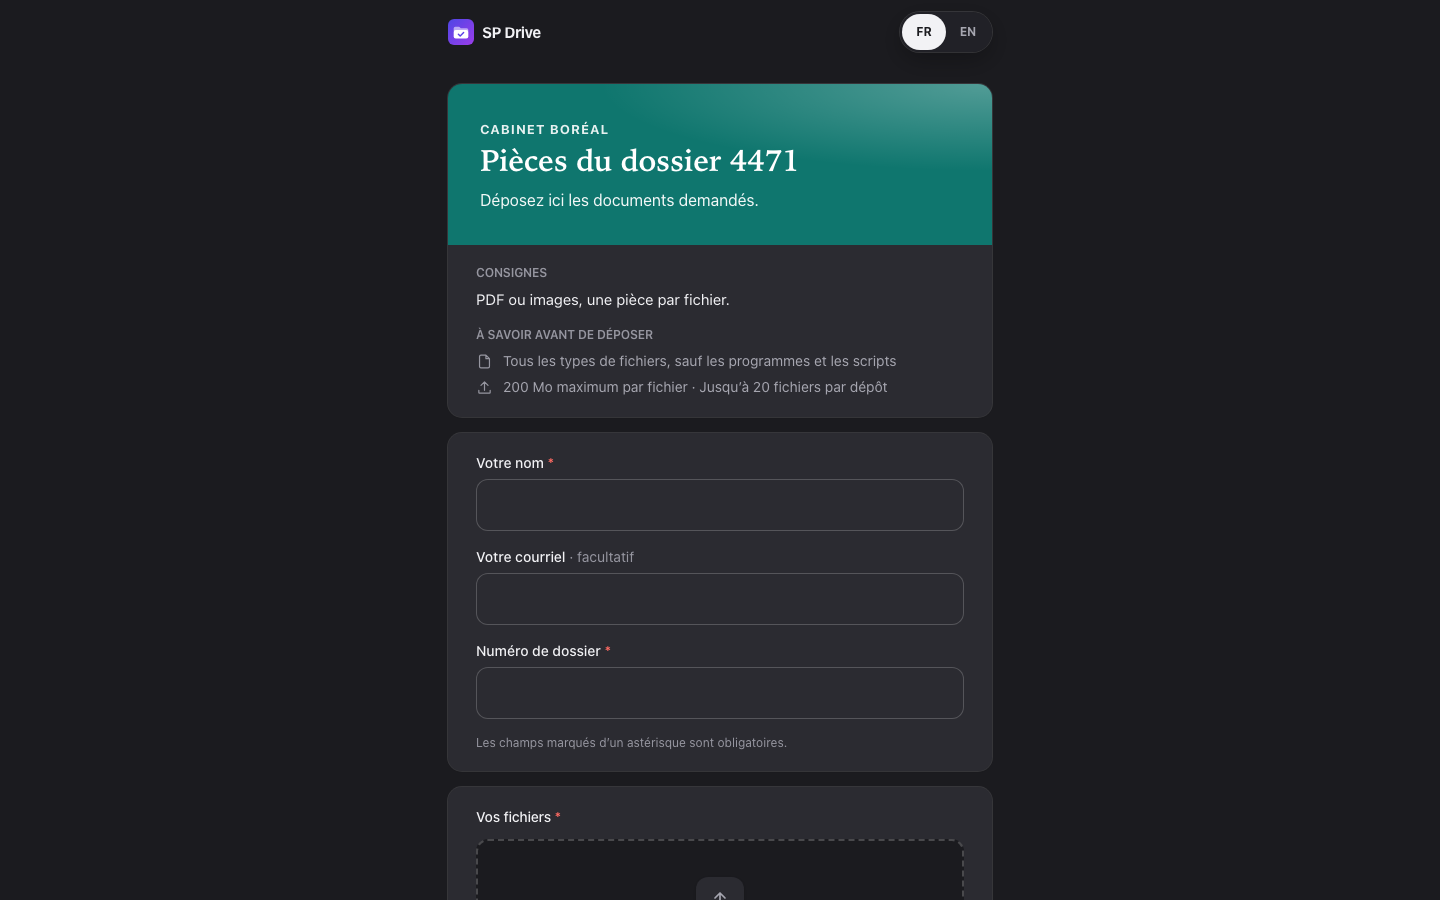 SP Drive
FR EN
CABINET BORÉAL
Pièces du dossier 4471
Déposez ici les documents demandés.
CONSIGNES
PDF ou images, une pièce par fichier.
À SAVOIR AVANT DE DÉPOSER
Tous les types de fichiers, sauf les programmes et les scripts
200 Mo maximum par fichier · Jusqu’à 20 fichiers par dépôt
Votre nom *
Votre courriel · facultatif
Numéro de dossier *
Les champs marqués d’un astérisque sont obligatoires.
Vos fichiers *